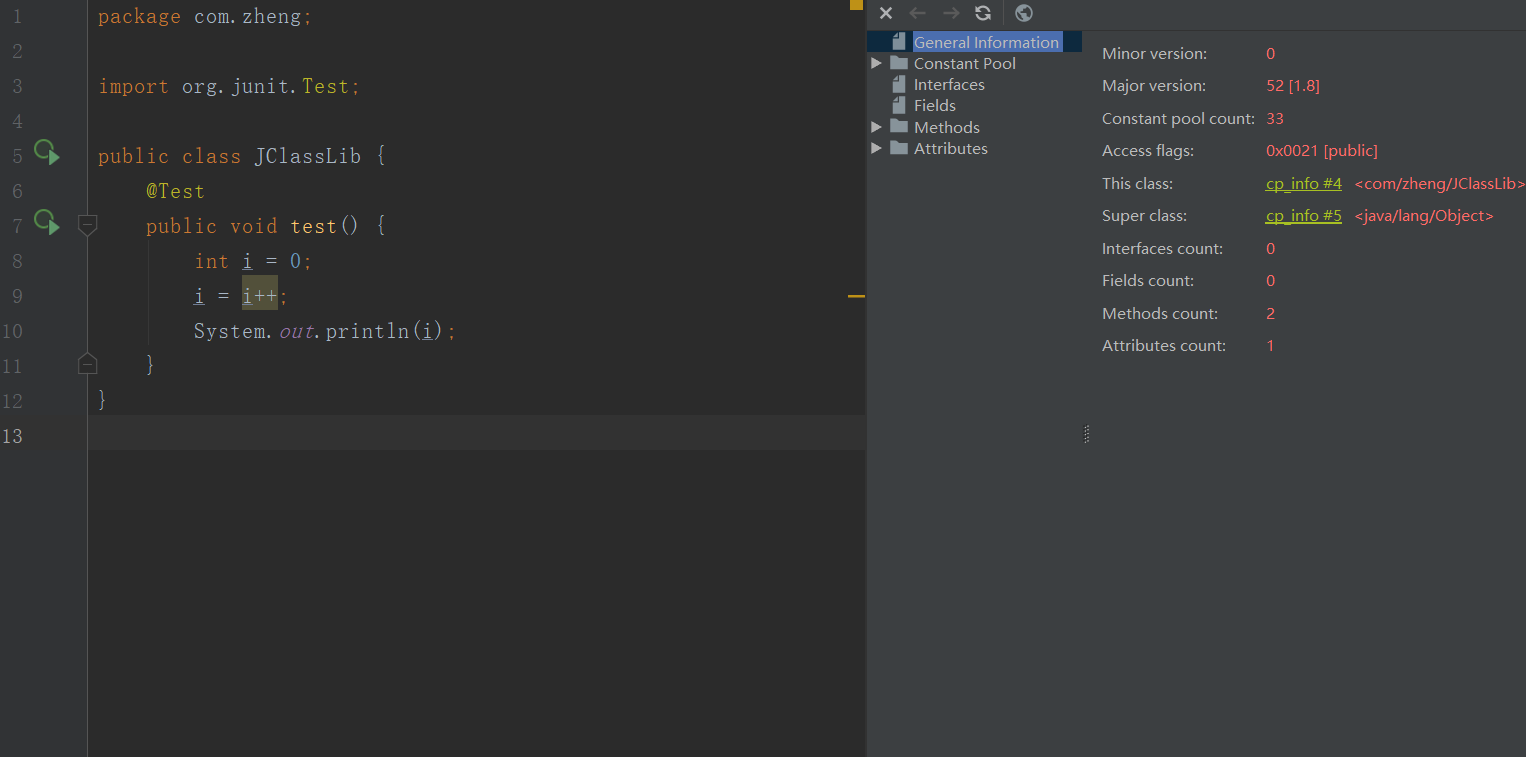 1 package com.zheng;
2
3 import org.junit.Test;
4
5 public class JClassLib {
6 @Test
7 public void test() {
8 int i = 0;
9 i = i++;
10 System.out.println(i);
11 }
12 }
13
General Information
Constant Pool
Interfaces
Fields
Methods
Attributes
Minor version: 0
Major version: 52 [1.8]
Constant pool count: 33
Access flags: 0x0021 [public]
This class: cp_info #4 <com/zheng/JClassLib>
Super class: cp_info #5 <java/lang/Object>
Interfaces count: 0
Fields count: 0
Methods count: 2
Attributes count: 1